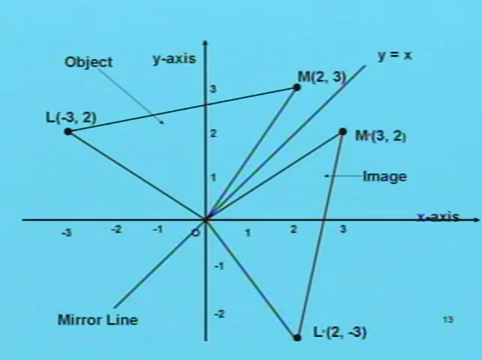 y = x
Object
y-axis
M(2, 3)
3
L(-3, 2)
2
M'(3, 2)
1
Image
x-axis
-3
-2
-1
O
1
2
3
-1
-2
Mirror Line
13
L'(2, -3)